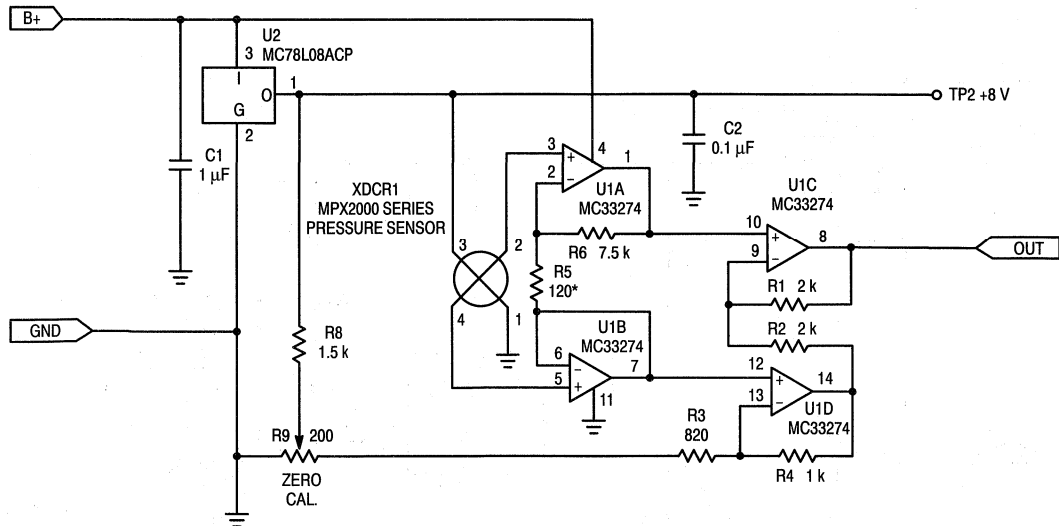 B+
U2
MC78L08ACP
3
I
O
1
G
2
TP2 +8 V
C1
1 µF
C2
0.1 µF
3
4
1
2
+
−
U1A
MC33274
U1C
MC33274
XDCR1
MPX2000 SERIES
PRESSURE SENSOR
R6 7.5 k
10
9
+
−
8
OUT
3
2
4
1
R5
120*
R1 2 k
R2 2 k
GND
R8
1.5 k
U1B
MC33274
6
5
−
+
7
11
12
13
+
−
14
U1D
MC33274
R9 200
ZERO
CAL.
R3
820
R4 1 k